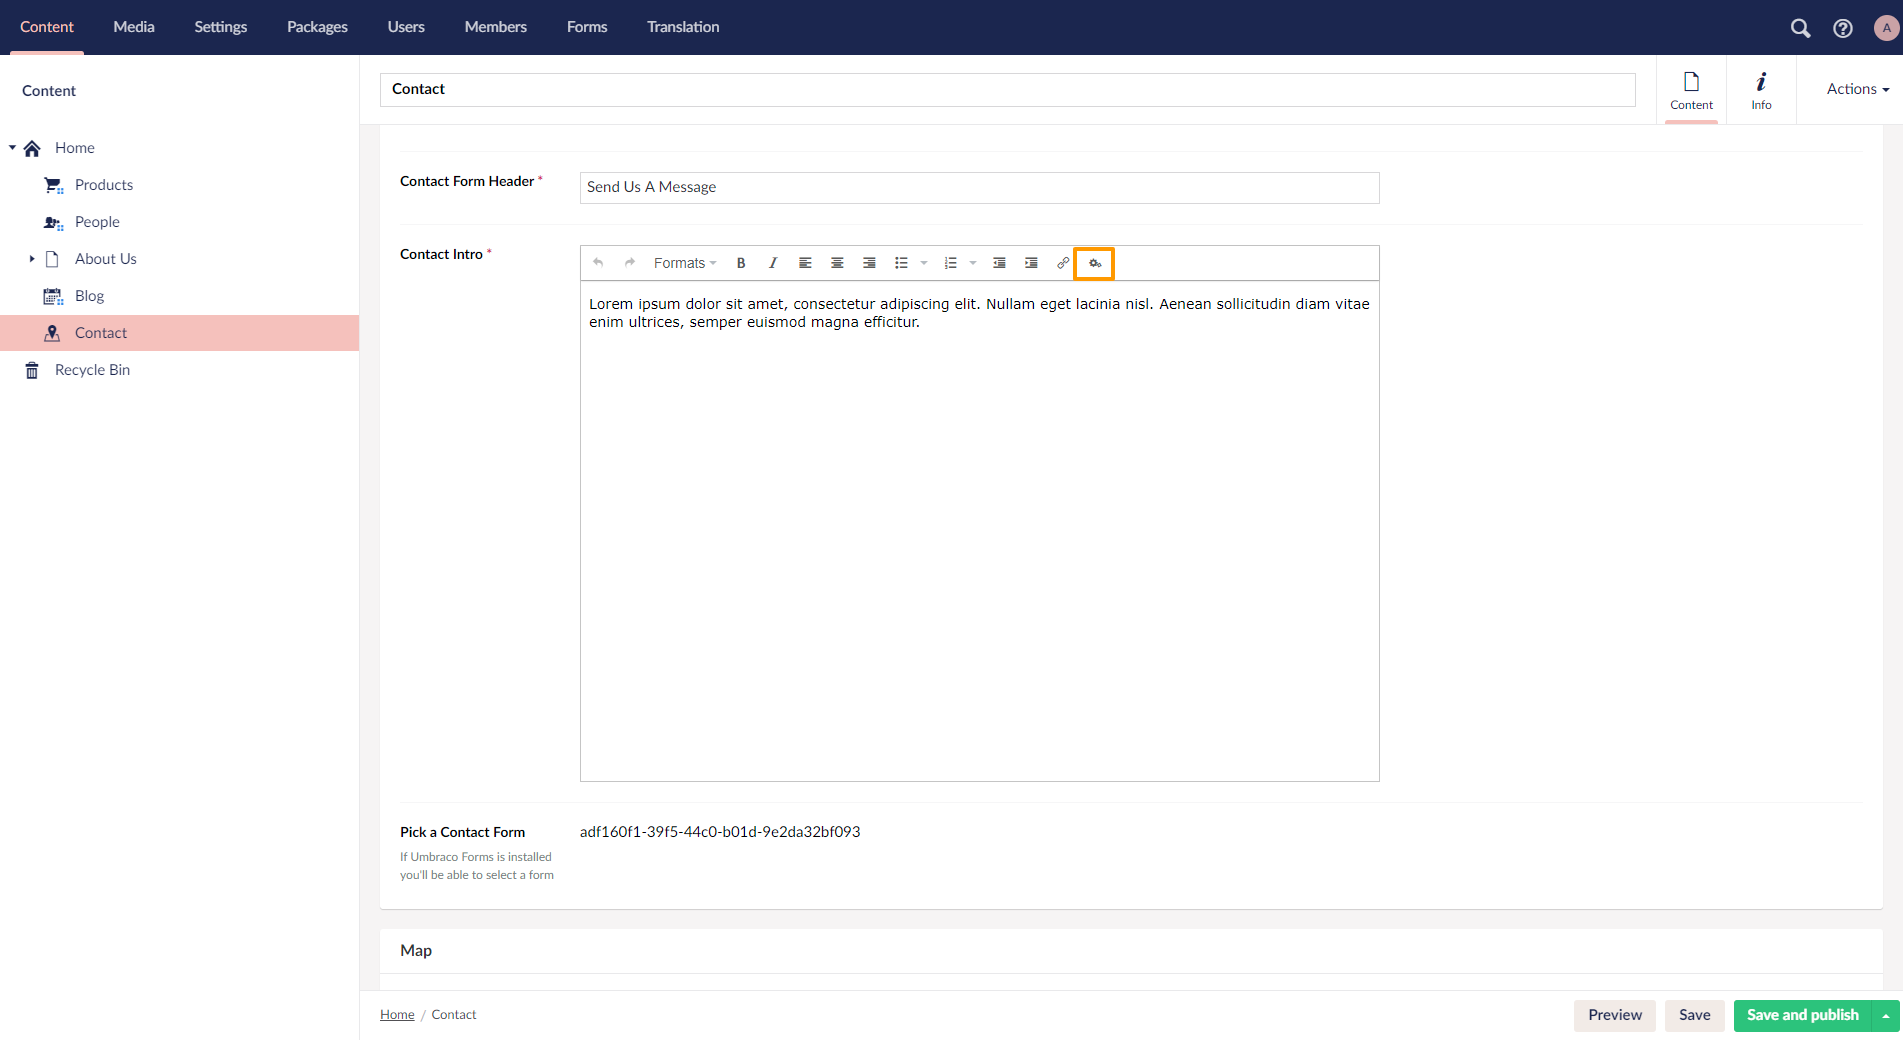 Content Media Settings Packages Users Members Forms Translation
A
Content
Home
Products
People
About Us
Blog
Contact
Recycle Bin
Contact
Content
Info
Actions
Contact Form Header *
Send Us A Message
Contact Intro *
Formats B I
Lorem ipsum dolor sit amet, consectetur adipiscing elit. Nullam eget lacinia nisl. Aenean sollicitudin diam vitae
enim ultrices, semper euismod magna efficitur.
Pick a Contact Form
If Umbraco Forms is installed
you'll be able to select a form
adf160f1-39f5-44c0-b01d-9e2da32bf093
Map
Home / Contact
Preview
Save
Save and publish